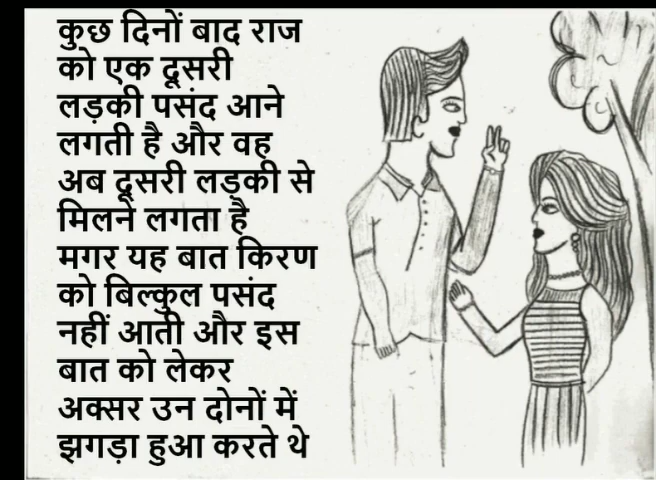 कुछ दिनों बाद राज
को एक दूसरी
लड़की पसंद आने
लगती है और वह
अब दूसरी लड़की से
मिलने लगता है
मगर यह बात किरण
को बिल्कुल पसंद
नहीं आती और इस
बात को लेकर
अक्सर उन दोनों में
झगड़ा हुआ करते थे